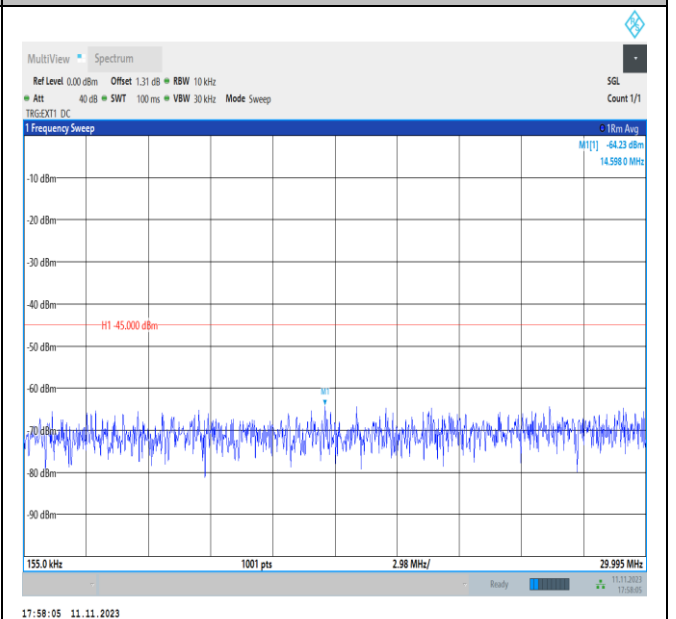 MultiView Spectrum
Ref Level 0.00 dBm Offset 1.31 dB RBW 10 kHz SGL
Att 40 dB SWT 100 ms VBW 30 kHz Mode Sweep Count 1/1
TRG:EXT1 DC
1 Frequency Sweep 1Rm Avg
M1[1] -64.23 dBm
14.598 0 MHz
-10 dBm
-20 dBm
-30 dBm
-40 dBm
H1 -45.000 dBm
-50 dBm
-60 dBm
M1
-70 dBm
-80 dBm
-90 dBm
155.0 kHz 1001 pts 2.98 MHz/ 29.995 MHz
Ready 11.11.2023
17:58:05
17:58:05 11.11.2023